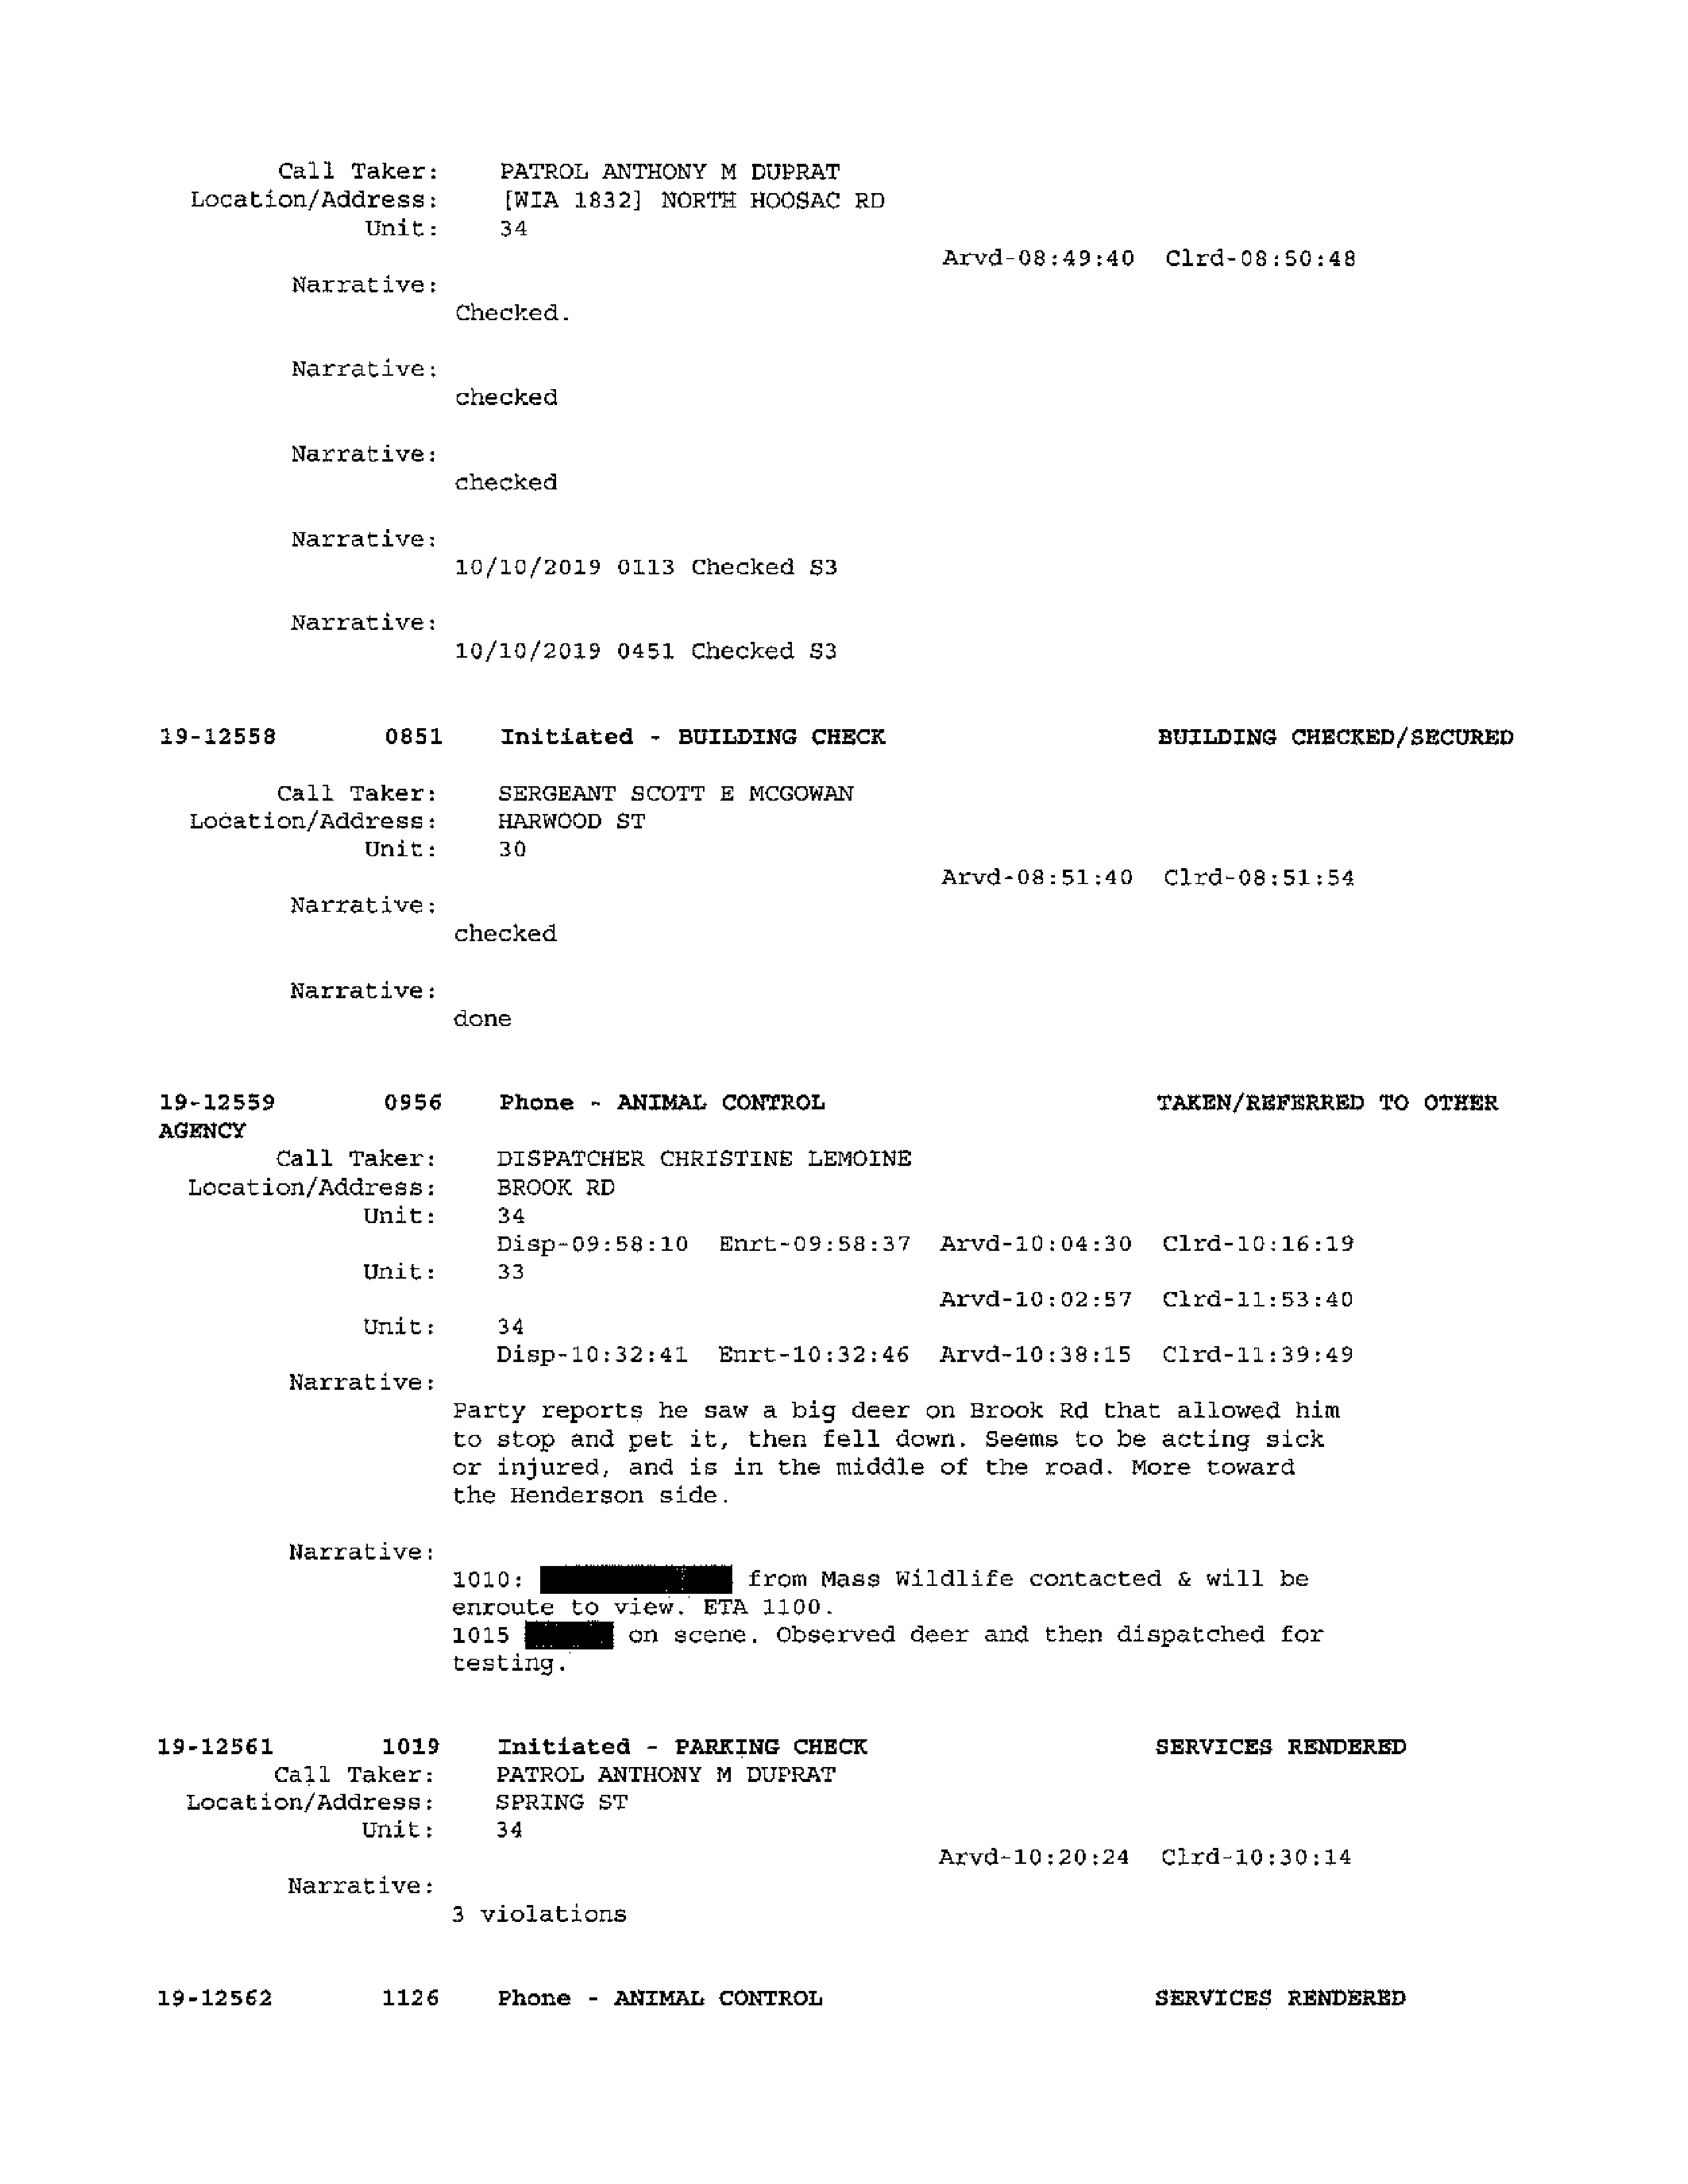 Call Taker: PATROL ANTHONY M DUPRAT
Location/Address: [WIA 1832] NORTH HOOSAC RD
Unit: 34
Arvd-08:49:40 Clrd-08:50:48
Narrative:
Checked.
Narrative:
checked
Narrative:
checked
Narrative:
10/10/2019 0113 Checked S3
Narrative:
10/10/2019 0451 Checked S3
19-12558 0851 Initiated - BUILDING CHECK BUILDING CHECKED/SECURED
Call Taker: SERGEANT SCOTT E MCGOWAN
Location/Address: HARWOOD ST
Unit: 30
Arvd-08:51:40 Clrd-08:51:54
Narrative:
checked
Narrative:
done
19-12559 0956 Phone - ANIMAL CONTROL TAKEN/REFERRED TO OTHER
AGENCY
Call Taker: DISPATCHER CHRISTINE LEMOINE
Location/Address: BROOK RD
Unit: 34
Disp-09:58:10 Enrt-09:58:37 Arvd-10:04:30 Clrd-10:16:19
Unit: 33
Arvd-10:02:57 Clrd-11:53:40
Unit: 34
Disp-10:32:41 Enrt-10:32:46 Arvd-10:38:15 Clrd-11:39:49
Narrative:
Party reports he saw a big deer on Brook Rd that allowed him
to stop and pet it, then fell down. Seems to be acting sick
or injured, and is in the middle of the road. More toward
the Henderson side.
Narrative:
1010: from Mass Wildlife contacted & will be
enroute to view. ETA 1100.
1015 on scene. Observed deer and then dispatched for
testing.
19-12561 1019 Initiated - PARKING CHECK SERVICES RENDERED
Call Taker: PATROL ANTHONY M DUPRAT
Location/Address: SPRING ST
Unit: 34
Arvd-10:20:24 Clrd-10:30:14
Narrative:
3 violations
19-12562 1126 Phone - ANIMAL CONTROL SERVICES RENDERED